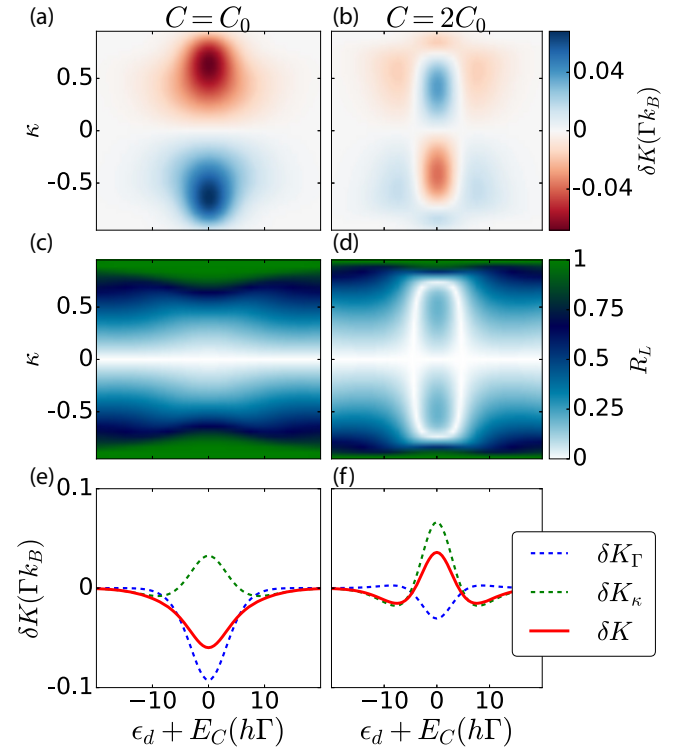 (a) C = C₀ (b) C = 2C₀
0.5
0
-0.5
κ
0.04
0
-0.04
δK(Γk_B)
(c) (d)
0.5
0
-0.5
κ
1
0.75
0.5
0.25
0
R_L
(e) (f)
0.1
0
-0.1
δK(Γk_B)
−10 0 10 −10 0 10
ϵ_d + E_C(hΓ) ϵ_d + E_C(hΓ)
δK_Γ
δK_κ
δK